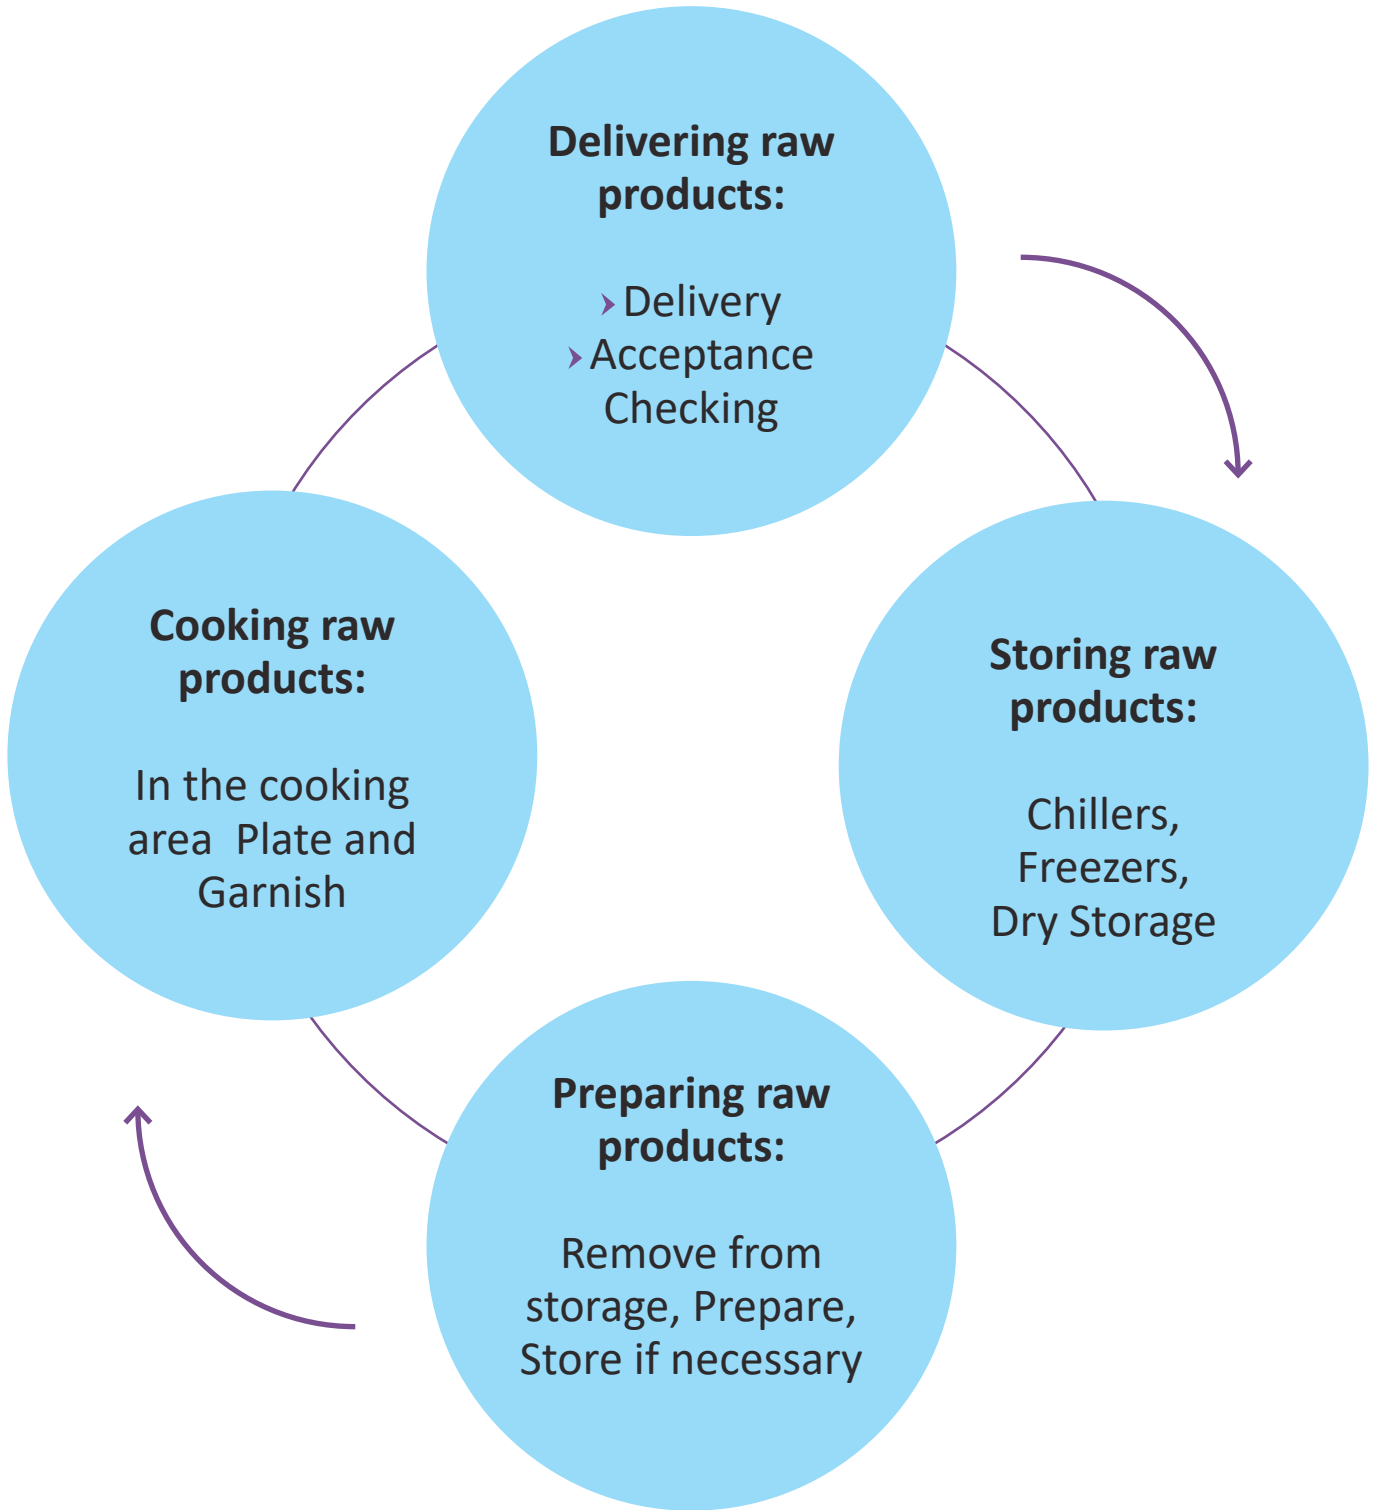 Delivering raw
products:
› Delivery
› Acceptance
Checking
Storing raw
products:
Chillers,
Freezers,
Dry Storage
Preparing raw
products:
Remove from
storage, Prepare,
Store if necessary
Cooking raw
products:
In the cooking
area  Plate and
Garnish